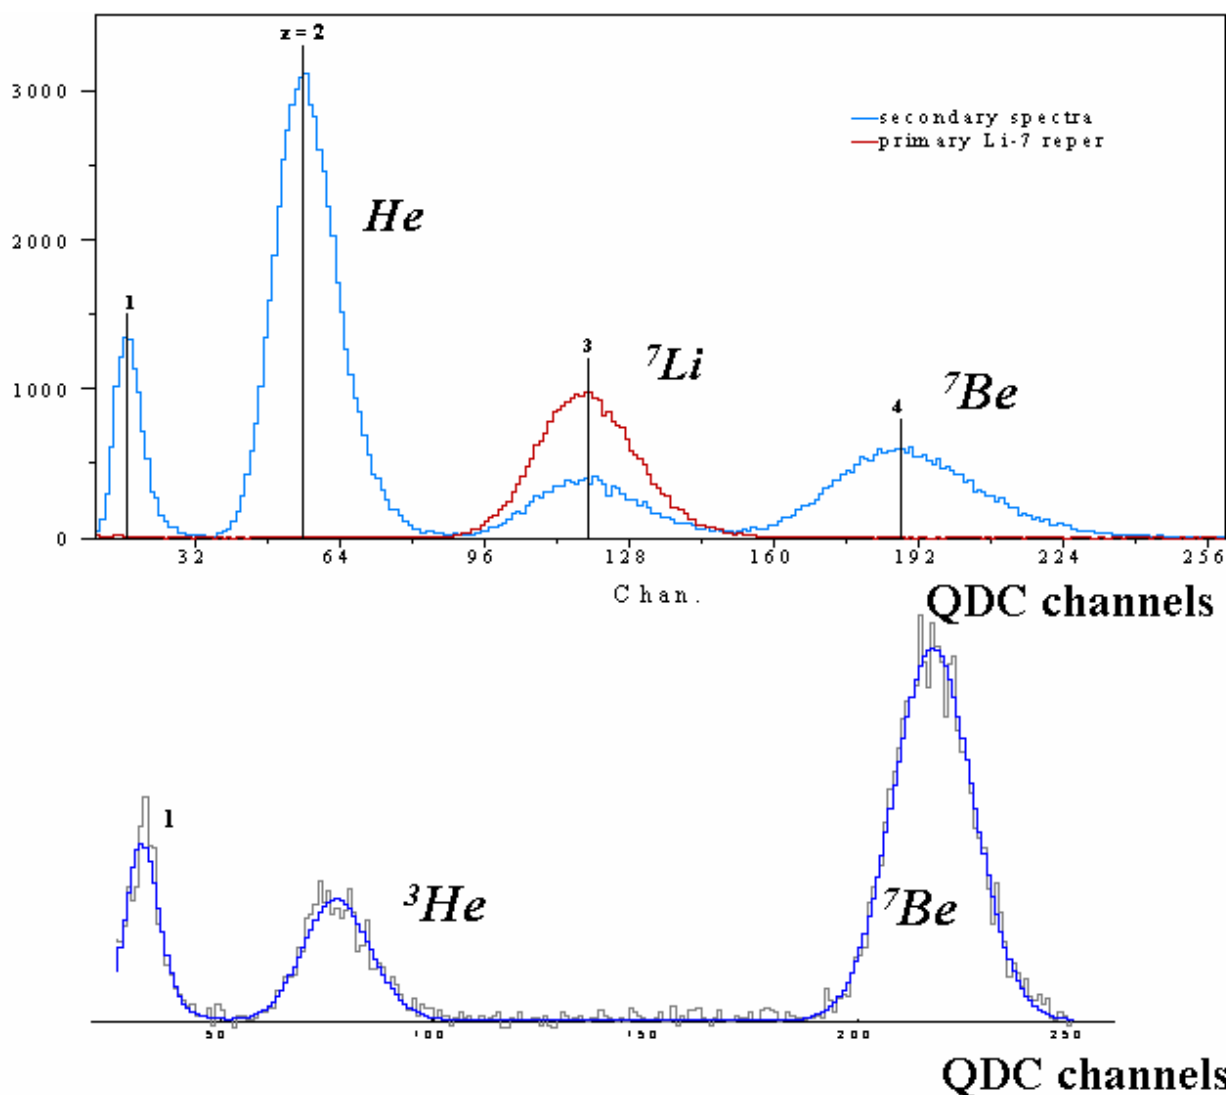 z = 2
3000
secondary spectra
primary Li-7 reper
He
2000
1
3
7Li
7Be
1000
4
0
32 64 96 128 160 192 224 256
Chan.
QDC channels
1
3He
7Be
50 100 150 200 250
QDC channels